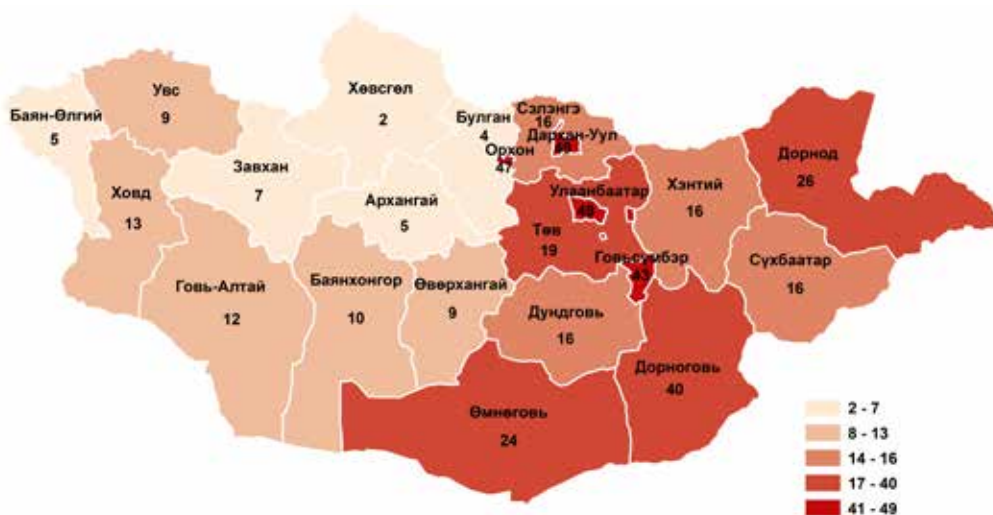 Хөвсгөл
2
Увс
9
Баян-Өлгий
5
Завхан
7
Ховд
13
Архангай
5
Булган
4
Орхон
47
Сэлэнгэ
16
Дархан-Уул
Улаанбаатар
Төв
19
Хэнтий
16
Дорнод
26
Сүхбаатар
16
Говьсүмбэр
43
Говь-Алтай
12
Баянхонгор
10
Өвөрхангай
9
Дундговь
16
Дорноговь
40
Өмнөговь
24
2 - 7
8 - 13
14 - 16
17 - 40
41 - 49